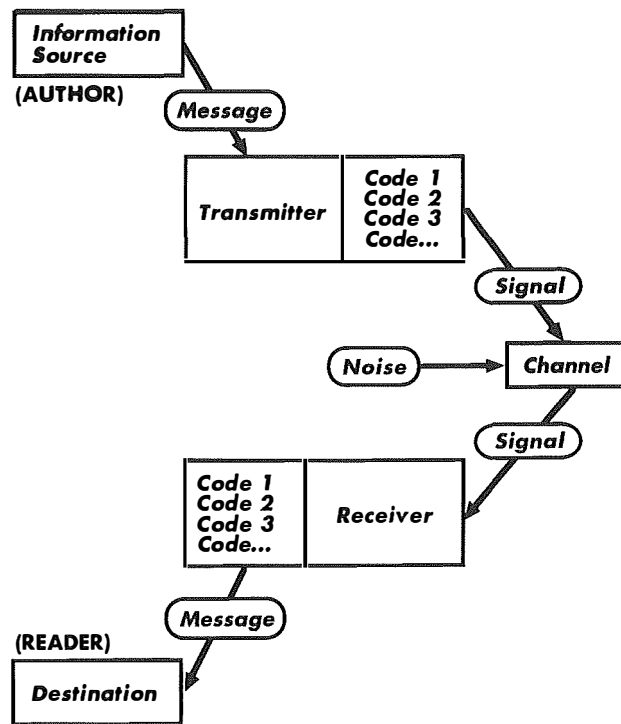 Information
Source
(AUTHOR)
Message
Transmitter
Code 1
Code 2
Code 3
Code...
Signal
Noise
Channel
Signal
Code 1
Code 2
Code 3
Code...
Receiver
Message
(READER)
Destination